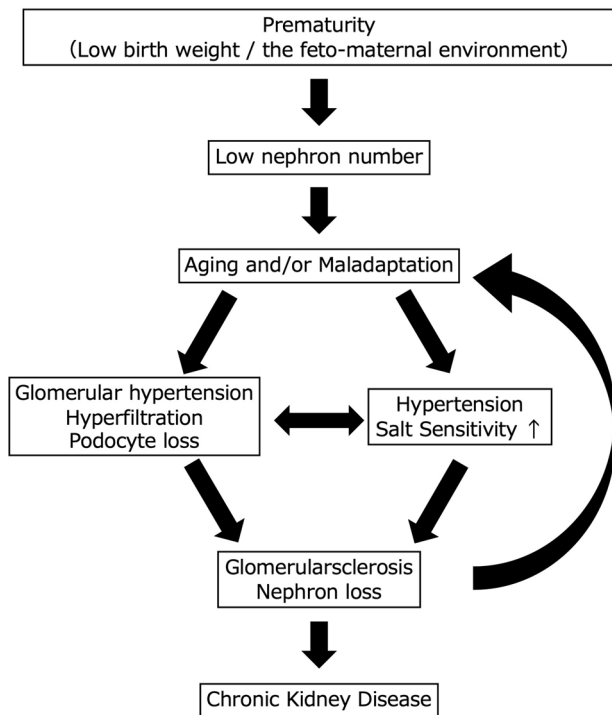 Prematurity
(Low birth weight / the feto-maternal environment)
Low nephron number
Aging and/or Maladaptation
Glomerular hypertension
Hyperfiltration
Podocyte loss
Hypertension
Salt Sensitivity ↑
Glomerularsclerosis
Nephron loss
Chronic Kidney Disease